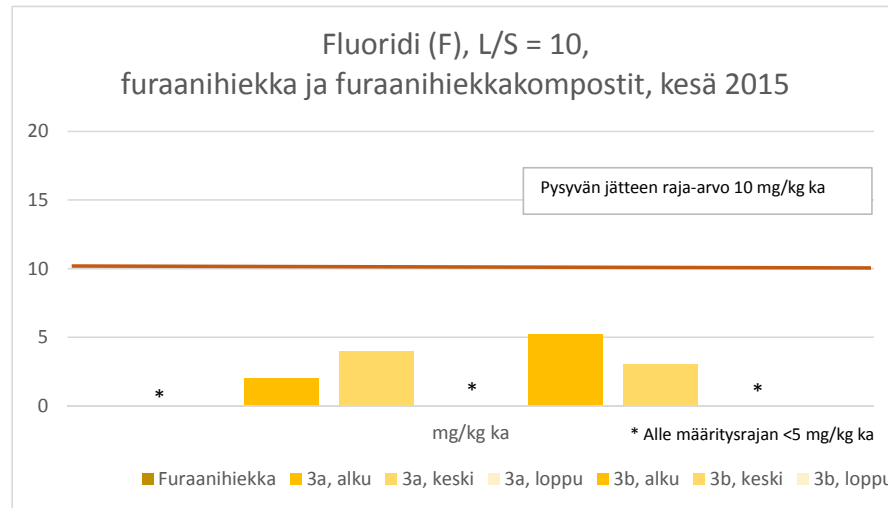 Fluoridi (F), L/S = 10,
furaanihiekka ja furaanihiekkakompostit, kesä 2015
20
Pysyvän jätteen raja-arvo 10 mg/kg ka
15
10
5
* * *
0
mg/kg ka
* Alle määritysrajan <5 mg/kg ka
Furaanihiekka 3a, alku 3a, keski 3a, loppu 3b, alku 3b, keski 3b, loppu